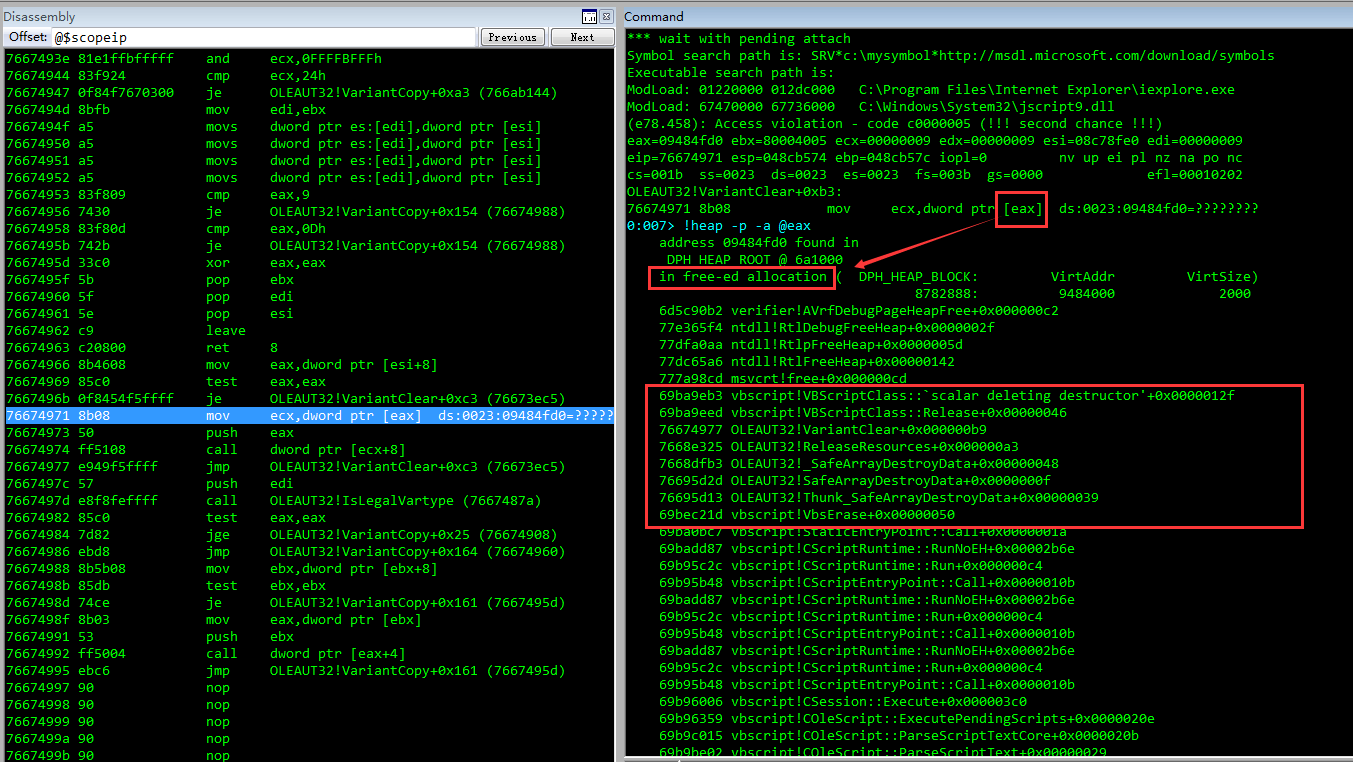 Disassembly
Offset: @$scopeip Previous Next
7667493e 81e1ffbfffff and ecx,0FFFFBFFFh
76674944 83f924 cmp ecx,24h
76674947 0f84f7670300 je OLEAUT32!VariantCopy+0xa3 (766ab144)
7667494d 8bfb mov edi,ebx
7667494f a5 movs dword ptr es:[edi],dword ptr [esi]
76674950 a5 movs dword ptr es:[edi],dword ptr [esi]
76674951 a5 movs dword ptr es:[edi],dword ptr [esi]
76674952 a5 movs dword ptr es:[edi],dword ptr [esi]
76674953 83f809 cmp eax,9
76674956 7430 je OLEAUT32!VariantCopy+0x154 (76674988)
76674958 83f80d cmp eax,0Dh
7667495b 742b je OLEAUT32!VariantCopy+0x154 (76674988)
7667495d 33c0 xor eax,eax
7667495f 5b pop ebx
76674960 5f pop edi
76674961 5e pop esi
76674962 c9 leave
76674963 c20800 ret 8
76674966 8b4608 mov eax,dword ptr [esi+8]
76674969 85c0 test eax,eax
7667496b 0f8454f5ffff je OLEAUT32!VariantClear+0xc3 (76673ec5)
76674971 8b08 mov ecx,dword ptr [eax] ds:0023:09484fd0=?????
76674973 50 push eax
76674974 ff5108 call dword ptr [ecx+8]
76674977 e949f5ffff jmp OLEAUT32!VariantClear+0xc3 (76673ec5)
7667497c 57 push edi
7667497d e8f8feffff call OLEAUT32!IsLegalVartype (7667487a)
76674982 85c0 test eax,eax
76674984 7d82 jge OLEAUT32!VariantCopy+0x25 (76674908)
76674986 ebd8 jmp OLEAUT32!VariantCopy+0x164 (76674960)
76674988 8b5b08 mov ebx,dword ptr [ebx+8]
7667498b 85db test ebx,ebx
7667498d 74ce je OLEAUT32!VariantCopy+0x161 (7667495d)
7667498f 8b03 mov eax,dword ptr [ebx]
76674991 53 push ebx
76674992 ff5004 call dword ptr [eax+4]
76674995 ebc6 jmp OLEAUT32!VariantCopy+0x161 (7667495d)
76674997 90 nop
76674998 90 nop
76674999 90 nop
7667499a 90 nop
7667499b 90 nop
Command
*** wait with pending attach
Symbol search path is: SRV*c:\mysymbol*http://msdl.microsoft.com/download/symbols
Executable search path is:
ModLoad: 01220000 012dc000 C:\Program Files\Internet Explorer\iexplore.exe
ModLoad: 67470000 67736000 C:\Windows\System32\jscript9.dll
(e78.458): Access violation - code c0000005 (!!! second chance !!!)
eax=09484fd0 ebx=80004005 ecx=00000009 edx=00000009 esi=08c78fe0 edi=00000009
eip=76674971 esp=048cb574 ebp=048cb57c iopl=0 nv up ei pl nz na po nc
cs=001b ss=0023 ds=0023 es=0023 fs=003b gs=0000 efl=00010202
OLEAUT32!VariantClear+0xb3:
76674971 8b08 mov ecx,dword ptr [eax] ds:0023:09484fd0=????????
0:007> !heap -p -a @eax
address 09484fd0 found in
_DPH_HEAP_ROOT @ 6a1000
in free-ed allocation ( DPH_HEAP_BLOCK: VirtAddr VirtSize)
8782888: 9484000 2000
6d5c90b2 verifier!AVrfDebugPageHeapFree+0x000000c2
77e365f4 ntdll!RtlDebugFreeHeap+0x0000002f
77dfa0aa ntdll!RtlpFreeHeap+0x0000005d
77dc65a6 ntdll!RtlFreeHeap+0x00000142
777a98cd msvcrt!free+0x000000cd
69ba9eb3 vbscript!VBScriptClass::`scalar deleting destructor'+0x0000012f
69ba9eed vbscript!VBScriptClass::Release+0x00000046
76674977 OLEAUT32!VariantClear+0x000000b9
7668e325 OLEAUT32!ReleaseResources+0x000000a3
7668dfb3 OLEAUT32!_SafeArrayDestroyData+0x00000048
76695d2d OLEAUT32!SafeArrayDestroyData+0x0000000f
76695d13 OLEAUT32!Thunk_SafeArrayDestroyData+0x00000039
69bec21d vbscript!VbsErase+0x00000050
69ba0bc7 vbscript!StaticEntryPoint::Call+0x0000001a
69badd87 vbscript!CScriptRuntime::RunNoEH+0x00002b6e
69b95c2c vbscript!CScriptRuntime::Run+0x000000c4
69b95b48 vbscript!CScriptEntryPoint::Call+0x0000010b
69badd87 vbscript!CScriptRuntime::RunNoEH+0x00002b6e
69b95c2c vbscript!CScriptRuntime::Run+0x000000c4
69b95b48 vbscript!CScriptEntryPoint::Call+0x0000010b
69badd87 vbscript!CScriptRuntime::RunNoEH+0x00002b6e
69b95c2c vbscript!CScriptRuntime::Run+0x000000c4
69b95b48 vbscript!CScriptEntryPoint::Call+0x0000010b
69b96006 vbscript!CSession::Execute+0x000003c0
69b96359 vbscript!COleScript::ExecutePendingScripts+0x0000020e
69b9c015 vbscript!COleScript::ParseScriptTextCore+0x0000020b
69b9be02 vbscript!COleScript::ParseScriptText+0x00000029